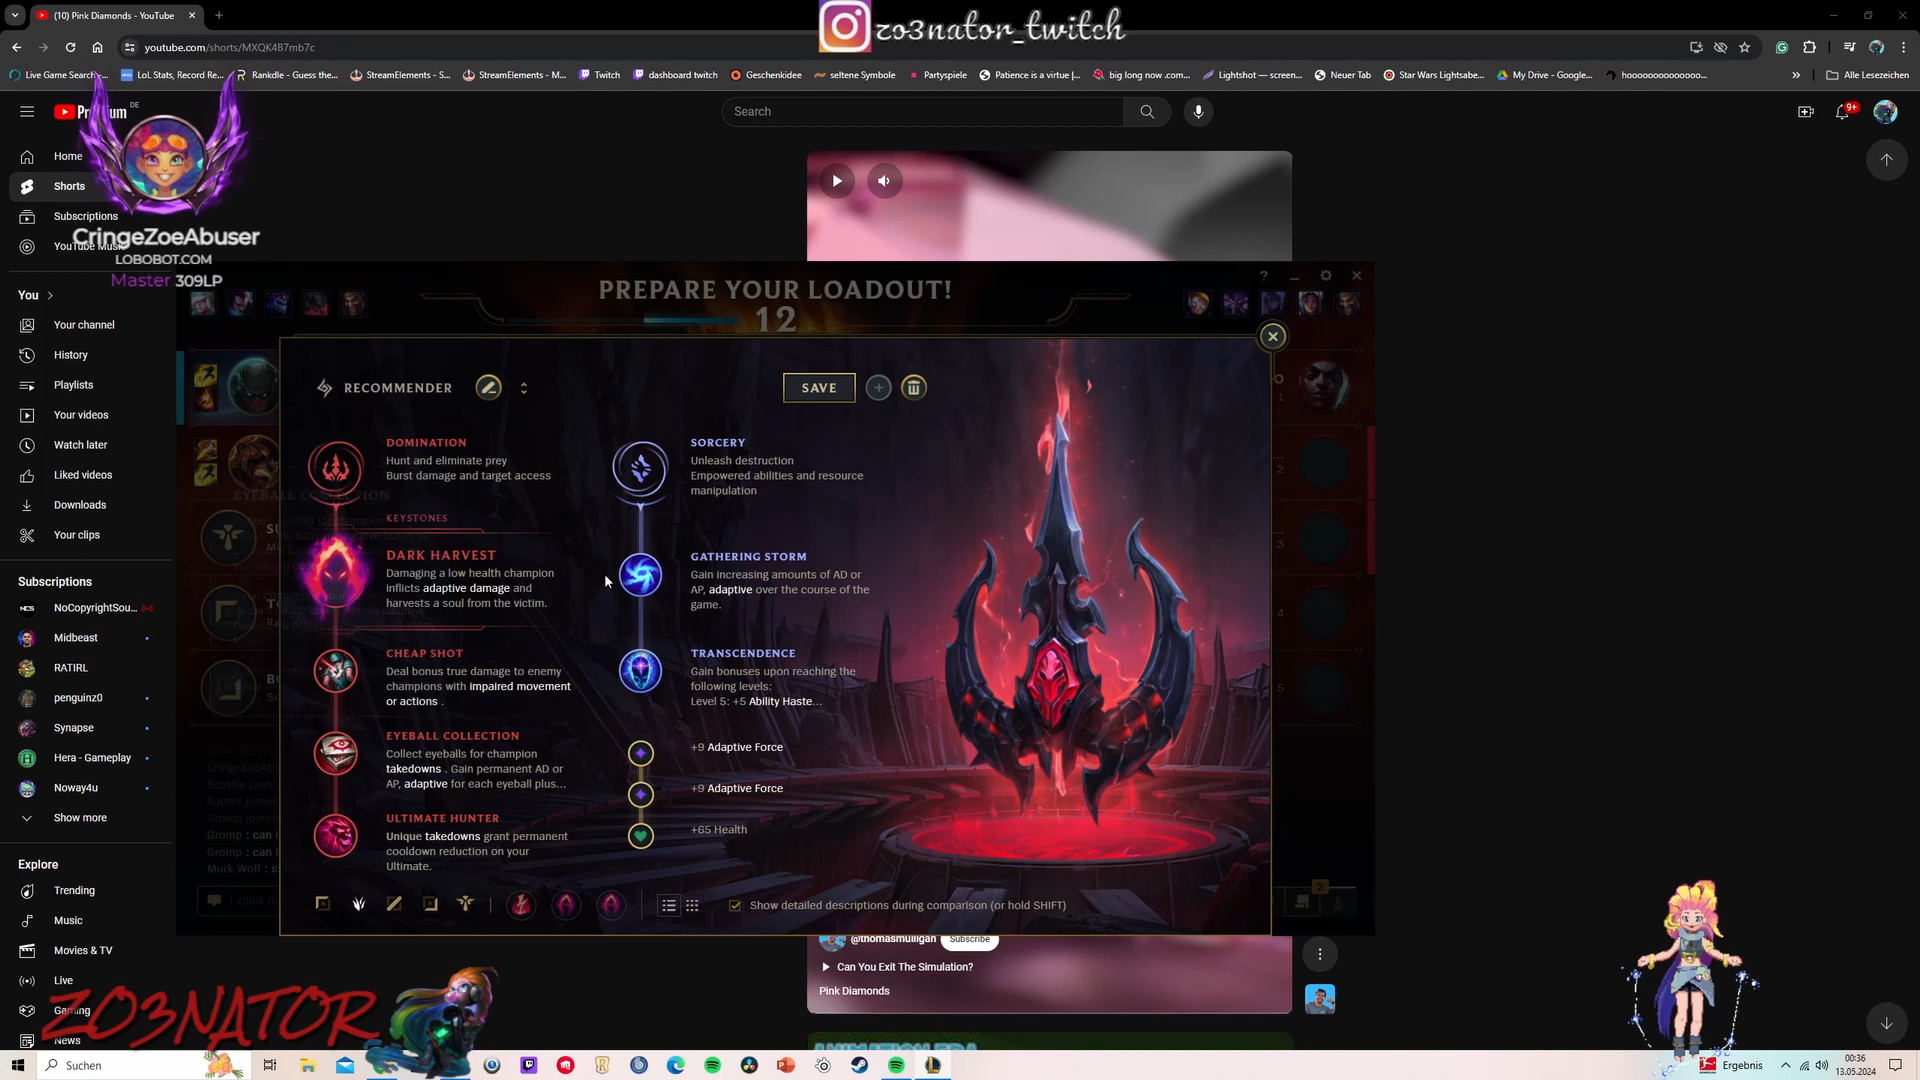 (10) Pink Diamonds - YouTube
youtube.com/shorts/MXQK4B7mb7c
zo3nator_twitch
Live Game Search -...
LoL Stats, Record Re...
Rankdle - Guess the...
StreamElements - S...
StreamElements - M...
Twitch
dashboard twitch
Geschenkidee
seltene Symbole
Partyspiele
Patience is a virtue |...
big long now .com...
Lightshot — screen...
Neuer Tab
Star Wars Lightsabe...
My Drive - Google...
hoooooooooooooo...
Alle Lesezeichen
DE
Search
9+
Home
Shorts
Subscriptions
YouTube Music
CringeZoeAbuser
LOBOBOT.COM
Master 309LP
You
Your channel
History
Playlists
Your videos
Watch later
Liked videos
Downloads
Your clips
Subscriptions
NoCopyrightSou...
Midbeast
RATIRL
penguinz0
Synapse
Hera - Gameplay
Noway4u
Show more
Explore
Trending
Music
Movies & TV
Live
Gaming
News
ZO3NATOR
PREPARE YOUR LOADOUT!
12
RECOMMENDER
SAVE
DOMINATION
Hunt and eliminate prey
Burst damage and target access
KEYSTONES
DARK HARVEST
Damaging a low health champion
inflicts adaptive damage and
harvests a soul from the victim.
CHEAP SHOT
Deal bonus true damage to enemy
champions with impaired movement
or actions .
EYEBALL COLLECTION
Collect eyeballs for champion
takedowns . Gain permanent AD or
AP, adaptive for each eyeball plus...
ULTIMATE HUNTER
Unique takedowns grant permanent
cooldown reduction on your
Ultimate.
SORCERY
Unleash destruction
Empowered abilities and resource
manipulation
GATHERING STORM
Gain increasing amounts of AD or
AP, adaptive over the course of the
game.
TRANSCENDENCE
Gain bonuses upon reaching the
following levels:
Level 5: +5 Ability Haste...
+9 Adaptive Force
+9 Adaptive Force
+65 Health
Show detailed descriptions during comparison (or hold SHIFT)
2
@thomasmulligan
Subscribe
Can You Exit The Simulation?
Pink Diamonds
Suchen
Ergebnis
00:36
13.05.2024